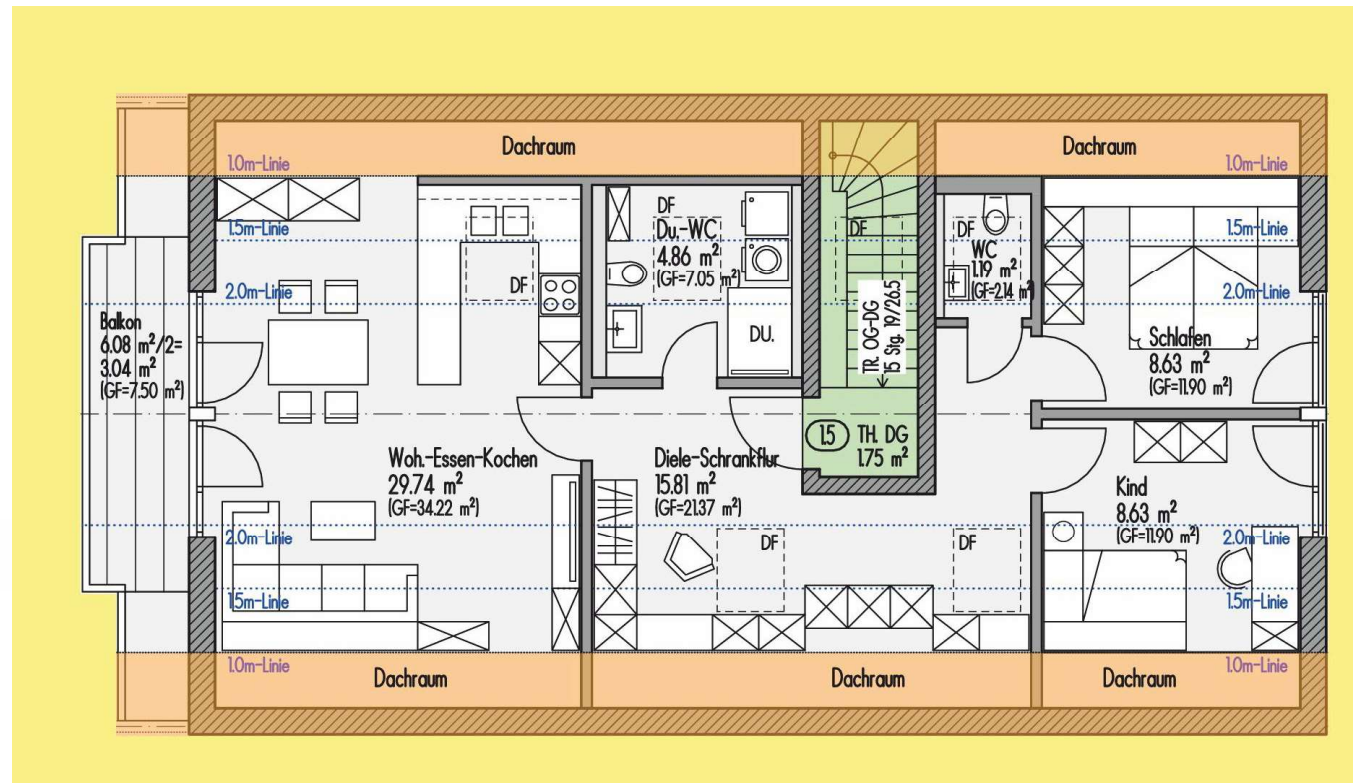 Dachraum
Dachraum
1.0m-Linie
1.0m-Linie
1.5m-Linie
1.5m-Linie
2.0m-Linie
2.0m-Linie
DF
DF
Du.-WC
4.86 m²
(GF=7.05 m²)
DU.
DF
TR. OG-DG
15 Stg. 19/26.5
DF
WC
1.19 m²
(GF=2.14 m²)
Schlafen
8.63 m²
(GF=11.90 m²)
Balkon
6.08 m²/2=
3.04 m²
(GF=7.50 m²)
15
TH. DG
1.75 m²
Woh.-Essen-Kochen
29.74 m²
(GF=34.22 m²)
Diele-Schrankflur
15.81 m²
(GF=21.37 m²)
Kind
8.63 m²
(GF=11.90 m²)
2.0m-Linie
DF
DF
2.0m-Linie
1.5m-Linie
1.5m-Linie
1.0m-Linie
1.0m-Linie
Dachraum
Dachraum
Dachraum